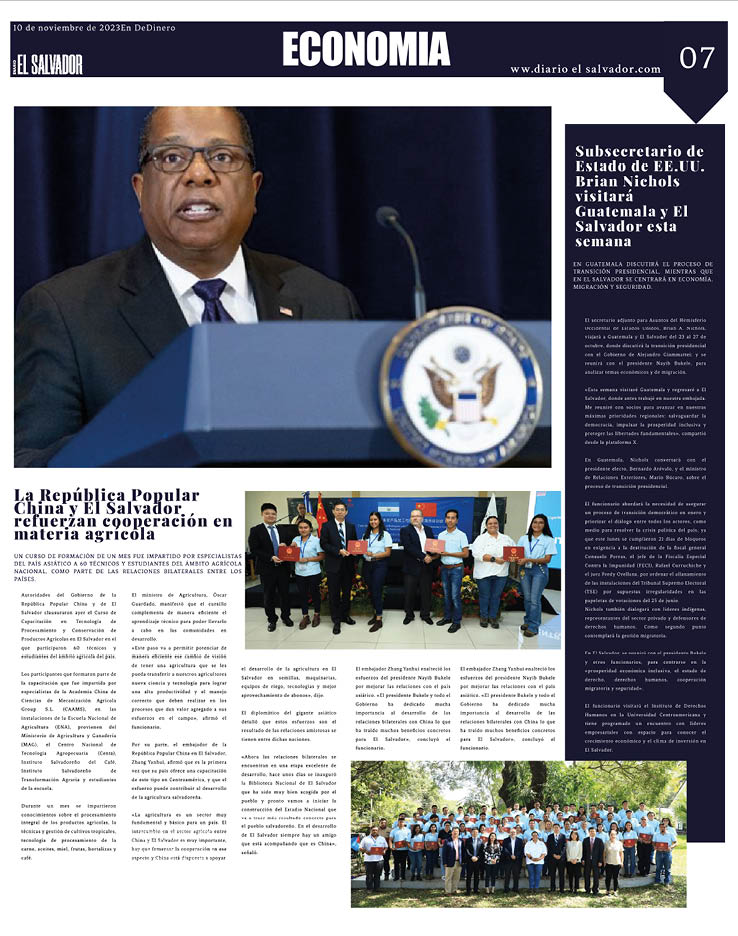 10 de noviembre de 2023En DeDinero
DIARIO
EL SALVADOR
ECONOMIA
www.diario el salvador.com
07
Subsecretario de
Estado de EE.UU.
Brian Nichols
visitará
Guatemala y El
Salvador esta
semana
EN GUATEMALA DISCUTIRÁ EL PROCESO DE
TRANSICIÓN PRESIDENCIAL, MIENTRAS QUE
EN EL SALVADOR SE CENTRARÁ EN ECONOMÍA,
MIGRACIÓN Y SEGURIDAD.
El secretario adjunto para Asuntos del Hemisferio
Occidental de Estados Unidos, Brian A. Nichols,
viajará a Guatemala y El Salvador del 23 al 27 de
octubre, donde discutirá la transición presidencial
con el Gobierno de Alejandro Giammattei; y se
reunirá con el presidente Nayib Bukele, para
analizar temas económicos y de migración.
«Esta semana visitaré Guatemala y regresaré a El
Salvador, donde antes trabajé en nuestra embajada.
Me reuniré con socios para avanzar en nuestras
máximas prioridades regionales: salvaguardar la
democracia, impulsar la prosperidad inclusiva y
proteger las libertades fundamentales», compartió
desde la plataforma X.
En Guatemala, Nichols conversará con el
presidente electo, Bernardo Arévalo, y el ministro
de Relaciones Exteriores, Mario Búcaro, sobre el
proceso de transición presidencial.
El funcionario abordará la necesidad de asegurar
un proceso de transición democrático en enero y
priorizar el diálogo entre todos los actores, como
medio para resolver la crisis política del país, ya
que este lunes se cumplieron 21 días de bloqueos
en exigencia a la destitución de la fiscal general
Consuelo Porras, el jefe de la Fiscalía Especial
Contra la Impunidad (FECI), Rafael Curruchiche y
el juez Fredy Orellana, por ordenar el allanamiento
de las instalaciones del Tribunal Supremo Electoral
(TSE) por supuestas irregularidades en las
papeletas de votaciones del 25 de junio.
Nichols también dialogará con líderes indígenas,
representantes del sector privado y defensores de
derechos humanos. Como segundo punto
contemplará la gestión migratoria.
En El Salvador, se reunirá con el presidente Bukele
y otras funcionarios, para centrarse en la
«prosperidad económica inclusiva, el estado de
derecho, derechos humanos, cooperación
migratoria y seguridad».
El funcionario visitará el Instituto de Derechos
Humanos en la Universidad Centroamericana y
tiene programado un encuentro con líderes
empresariales con espacio para conocer el
crecimiento económico y el clima de inversión en
El Salvador.
La República Popular
China y El Salvador
refuerzan cooperación en
materia agrícola
UN CURSO DE FORMACIÓN DE UN MES FUE IMPARTIDO POR ESPECIALISTAS
DEL PAÍS ASIÁTICO A 60 TÉCNICOS Y ESTUDIANTES DEL ÁMBITO AGRÍCOLA
NACIONAL, COMO PARTE DE LAS RELACIONES BILATERALES ENTRE LOS
PAÍSES.
Autoridades del Gobierno de la
República Popular China y de El
Salvador clausuraron ayer el Curso de
Capacitación en Tecnología de
Procesamiento y Conservación de
Productos Agrícolas en El Salvador en el
que participaron 60 técnicos y
estudiantes del ámbito agrícola del país.
Los participantes que formaron parte de
la capacitación que fue impartida por
especialistas de la Academia China de
Ciencias de Mecanización Agrícola
Group S.L. (CAAMS), en las
instalaciones de la Escuela Nacional de
Agricultura (ENA), provienen del
Ministerio de Agricultura y Ganadería
(MAG), el Centro Nacional de
Tecnología Agropecuaria (Centa),
Instituto Salvadoreño del Café,
Instituto Salvadoreño de
Transformación Agraria y estudiantes
de la escuela.
Durante un mes se impartieron
conocimientos sobre el procesamiento
integral de los productos agrícolas, lo
técnicas y gestión de cultivos tropicales,
tecnología de procesamiento de la
carne, aceites, miel, frutas, hortalizas y
café.
El ministro de Agricultura, Óscar
Guardado, manifestó que el cursillo
complementa de manera eficiente el
aprendizaje técnico para poder llevarlo
a cabo en las comunidades en
desarrollo.
«Este paso va a permitir potenciar de
manera eficiente ese cambio de visión
de tener una agricultura que se les
pueda transferir a nuestros agricultores
nueva ciencia y tecnología para lograr
una alta productividad y el manejo
correcto que deben realizar en los
procesos que dan valor agregado a sus
esfuerzos en el campo», afirmó el
funcionario.
Por su parte, el embajador de la
República Popular China en El Salvador,
Zhang Yanhui, afirmó que es la primera
vez que su país ofrece una capacitación
de este tipo en Centroamérica, y que el
esfuerzo puede contribuir al desarrollo
de la agricultura salvadoreña.
«La agricultura es un sector muy
fundamental y básico para un país. El
intercambio en el sector agrícola entre
China y El Salvador es muy importante,
hay que fomentar la cooperación en ese
aspecto y China está dispuesta a apoyar
el desarrollo de la agricultura en El
Salvador en semillas, maquinarias,
equipos de riego, tecnologías y mejor
aprovechamiento de abonos», dijo.
El diplomático del gigante asiático
detalló que estos esfuerzos son el
resultado de las relaciones amistosas se
tienen entre dichas naciones.
«Ahora las relaciones bilaterales se
encuentran en una etapa excelente de
desarrollo, hace unos días se inauguró
la Biblioteca Nacional de El Salvador
que ha sido muy bien acogida por el
pueblo y pronto vamos a iniciar la
construcción del Estadio Nacional que
va a traer más resultado concreto para
el pueblo salvadoreño. En el desarrollo
de El Salvador siempre hay un amigo
que está acompañando que es China»,
señaló.
El embajador Zhang Yanhui enalteció los
esfuerzos del presidente Nayib Bukele
por mejorar las relaciones con el país
asiático. «El presidente Bukele y todo el
Gobierno ha dedicado mucha
importancia al desarrollo de las
relaciones bilaterales con China lo que
ha traído muchos beneficios concretos
para El Salvador», concluyó el
funcionario.
El embajador Zhang Yanhui enalteció los
esfuerzos del presidente Nayib Bukele
por mejorar las relaciones con el país
asiático. «El presidente Bukele y todo el
Gobierno ha dedicado mucha
importancia al desarrollo de las
relaciones bilaterales con China lo que
ha traído muchos beneficios concretos
para El Salvador», concluyó el
funcionario.